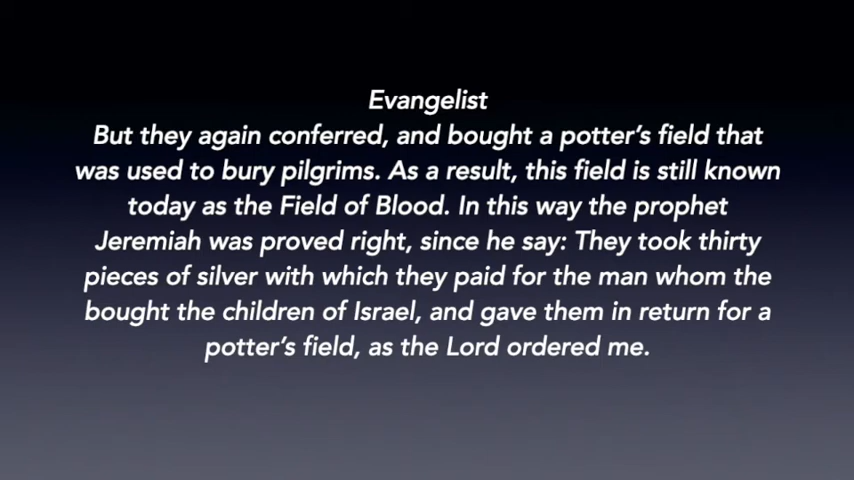 Evangelist
But they again conferred, and bought a potter's field that
was used to bury pilgrims. As a result, this field is still known
today as the Field of Blood. In this way the prophet
Jeremiah was proved right, since he say: They took thirty
pieces of silver with which they paid for the man whom the
bought the children of Israel, and gave them in return for a
potter's field, as the Lord ordered me.